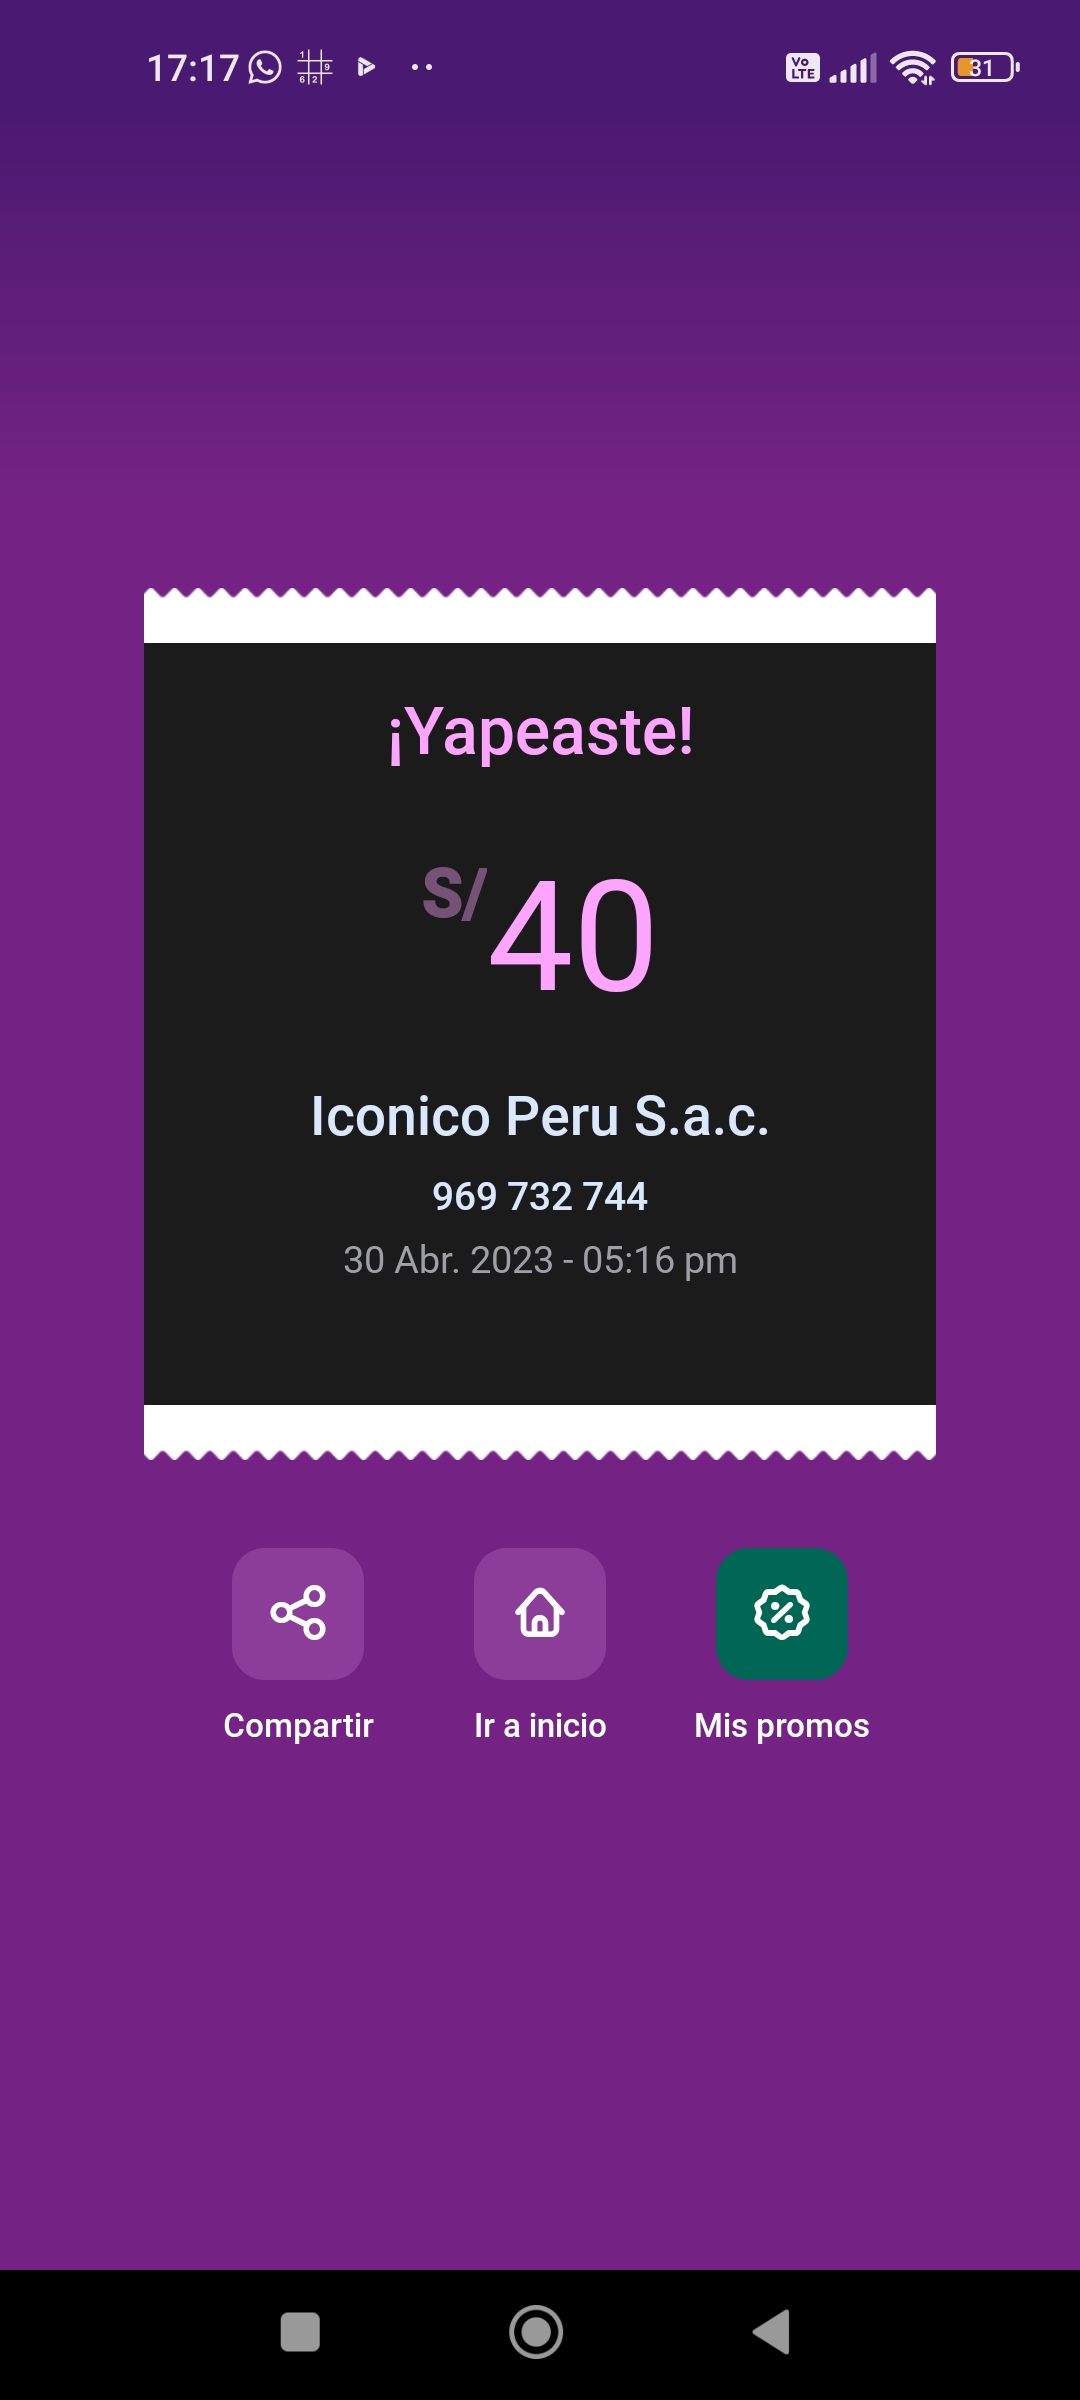 17:17
Vo
LTE
31
¡Yapeaste!
S/40
Iconico Peru S.a.c.
969 732 744
30 Abr. 2023 - 05:16 pm
Compartir
Ir a inicio
Mis promos